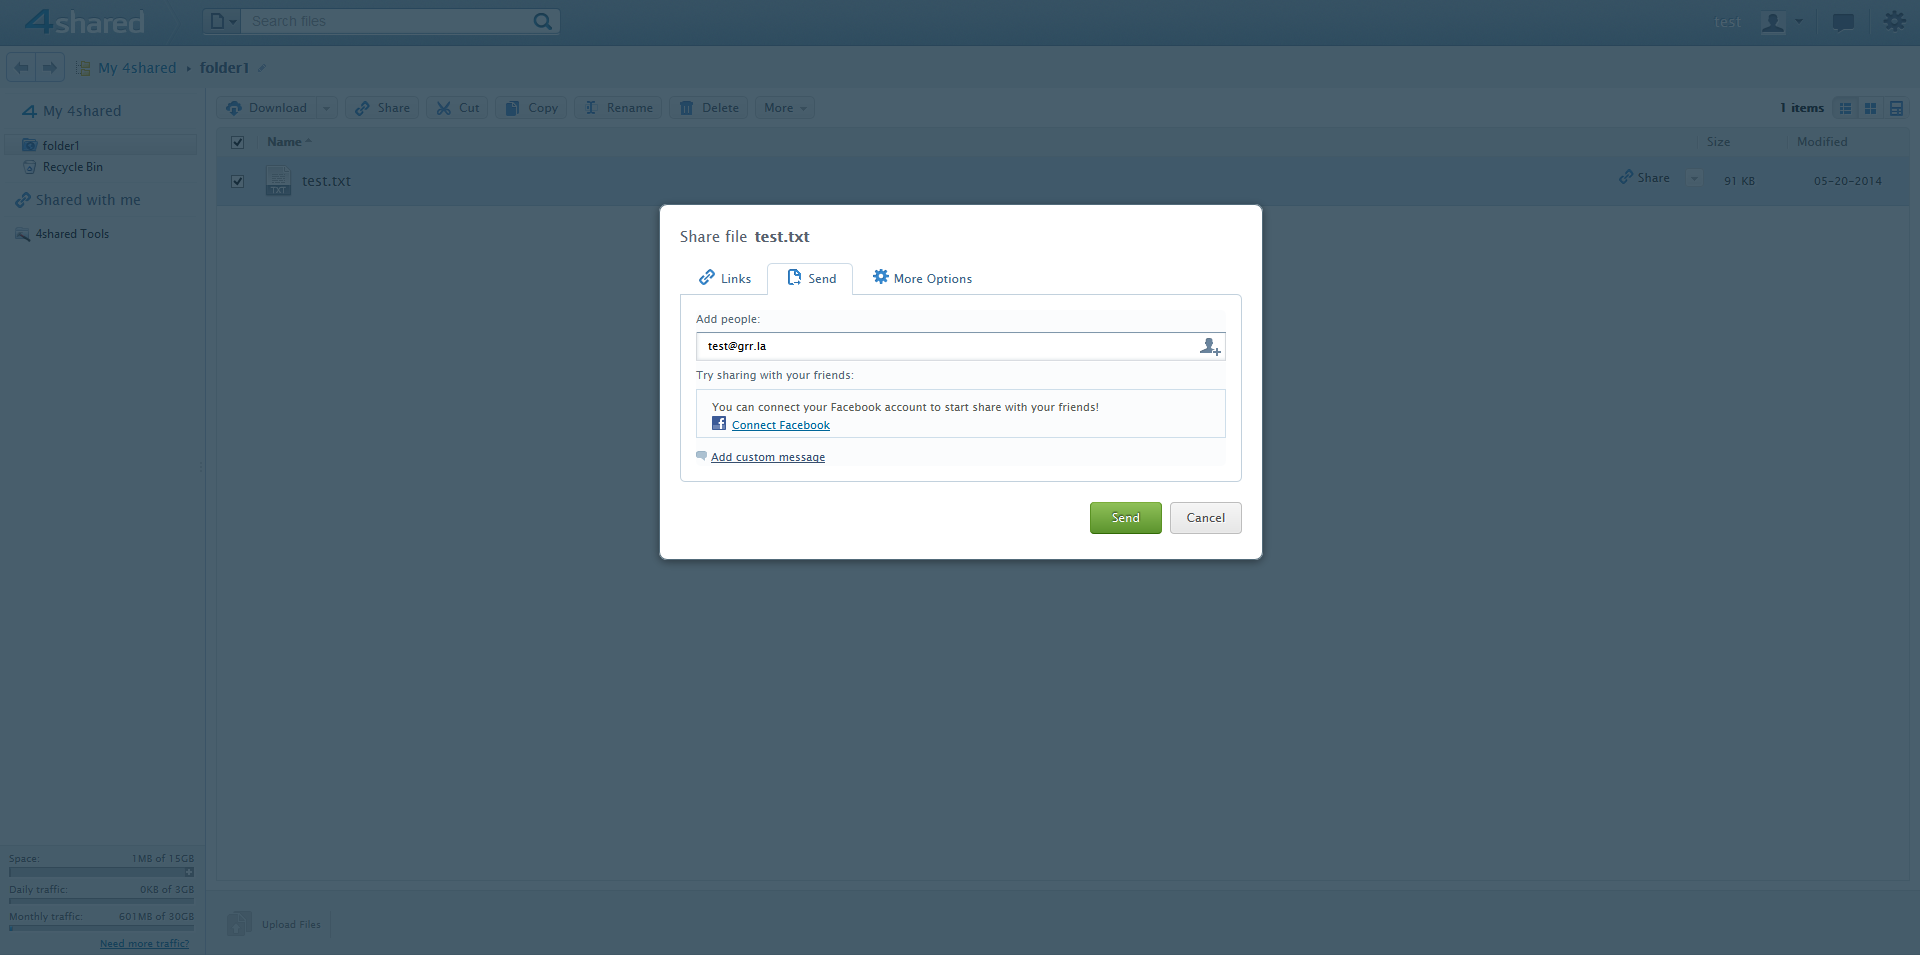 4shared
Search files
test
My 4shared
folder1
My 4shared
folder1
Recycle Bin
Shared with me
4shared Tools
Download
Share
Cut
Copy
Rename
Delete
More
1 items
Name
Size
Modified
TXT
test.txt
Share
91 KB
05-20-2014
Share file test.txt
Links
Send
More Options
Add people:
test@grr.la
Try sharing with your friends:
You can connect your Facebook account to start share with your friends!
Connect Facebook
Add custom message
Send
Cancel
Space: 1MB of 15GB
Daily traffic: 0KB of 3GB
Monthly traffic: 601MB of 30GB
Need more traffic?
Upload Files